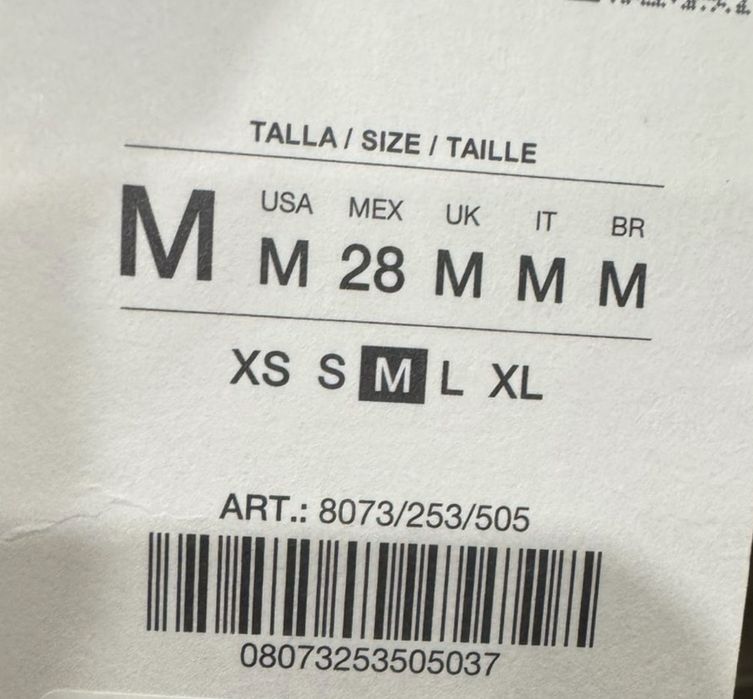 TALLA / SIZE / TAILLE
USA MEX UK IT BR
M M 28 M M M
XS S M L XL
ART.: 8073/253/505
08073253505037